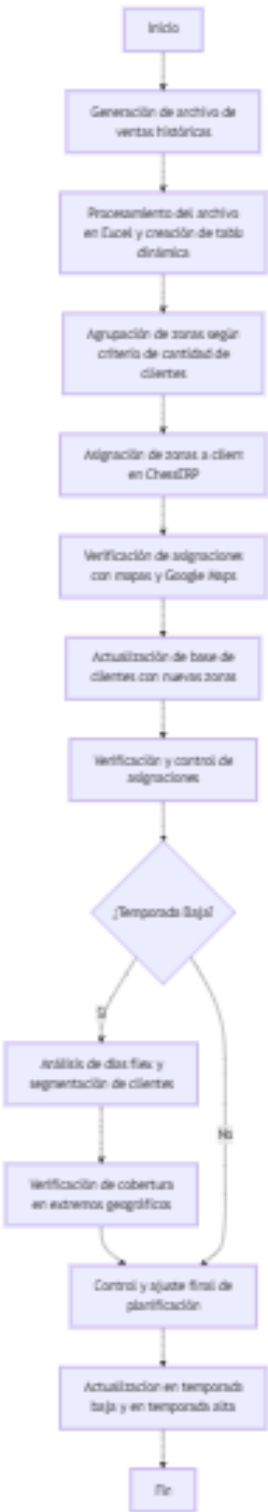 Inicio
Generación de archivo de
ventas históricas
Procesamiento del archivo
en Excel y creación de tabla
dinámica
Agrupación de zonas según
criterio de cantidad de
clientes
Asignación de zonas a client
en ChessERP
Verificación de asignaciones
con mapas y Google Maps
Actualización de base de
clientes con nuevas zonas
Verificación y control de
asignaciones
¿Temporada Baja?
Sí
No
Análisis de días flex y
segmentación de clientes
Verificación de cobertura
en extremos geográficos
Control y ajuste final de
planificación
Actualizacion en temporada
baja y en temporada alta
Fin